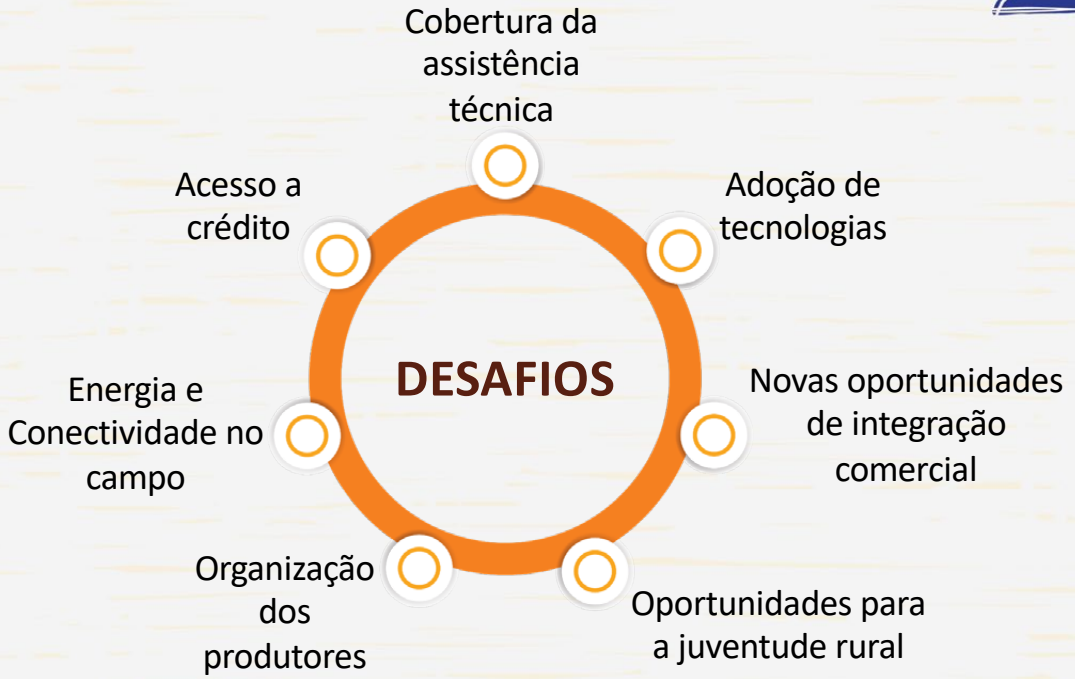 Cobertura da
assistência
técnica
Adoção de
tecnologias
Novas oportunidades
de integração
comercial
Oportunidades para
a juventude rural
Organização
dos
produtores
Energia e
Conectividade no
campo
Acesso a
crédito
DESAFIOS